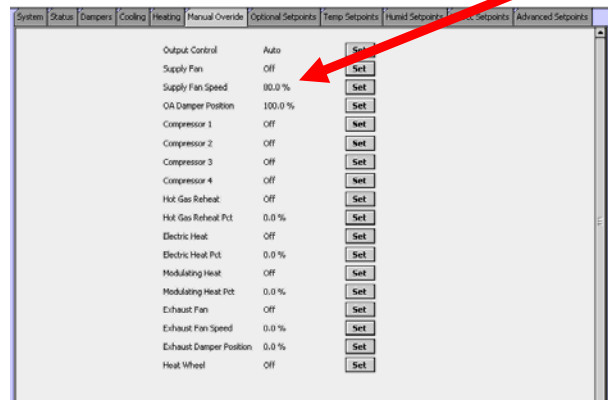 System Status Dampers Cooling Heating Manual Overide Optional Setpoints Temp Setpoints Humid Setpoints Setpoints Advanced Setpoints
Output Control Auto Set
Supply Fan Off Set
Supply Fan Speed 80.0 % Set
OA Damper Position 100.0 % Set
Compressor 1 Off Set
Compressor 2 Off Set
Compressor 3 Off Set
Compressor 4 Off Set
Hot Gas Reheat Off Set
Hot Gas Reheat Pct 0.0 % Set
Electric Heat Off Set
Electric Heat Pct 0.0 % Set
Modulating Heat Off Set
Modulating Heat Pct 0.0 % Set
Exhaust Fan Off Set
Exhaust Fan Speed 0.0 % Set
Exhaust Damper Position 0.0 % Set
Heat Wheel Off Set